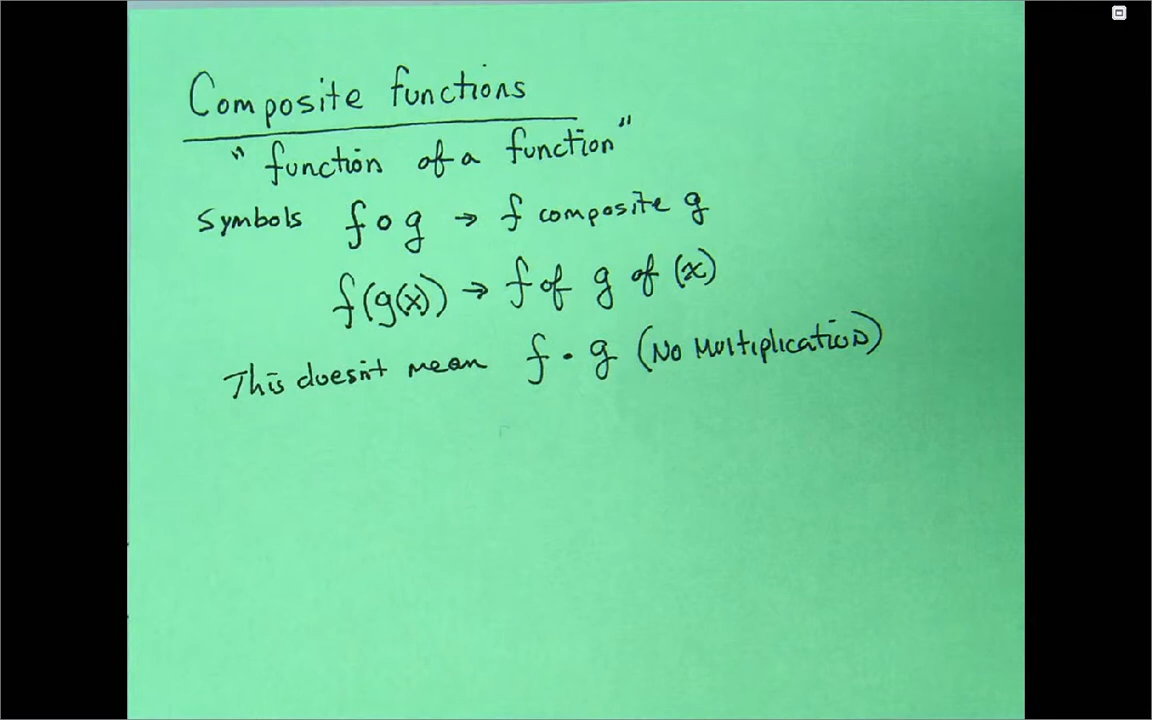 Composite functions
"function of a function"
Symbols f o g → f composite g
f(g(x)) → f of g of (x)
This doesn't mean f • g (No Multiplication)